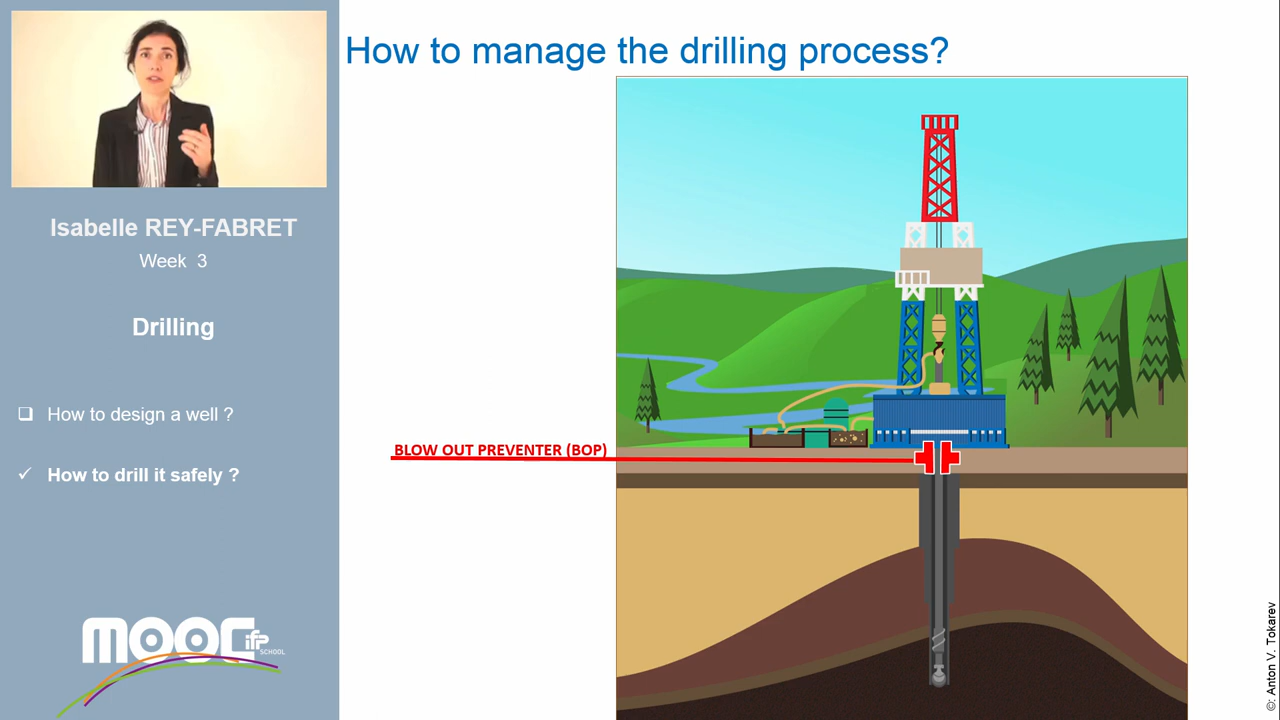 How to manage the drilling process?
Isabelle REY-FABRET
Week 3
Drilling
❑ How to design a well ?
✓ How to drill it safely ?
BLOW OUT PREVENTER (BOP)
MOOC ifp
SCHOOL
©: Anton V. Tokarev